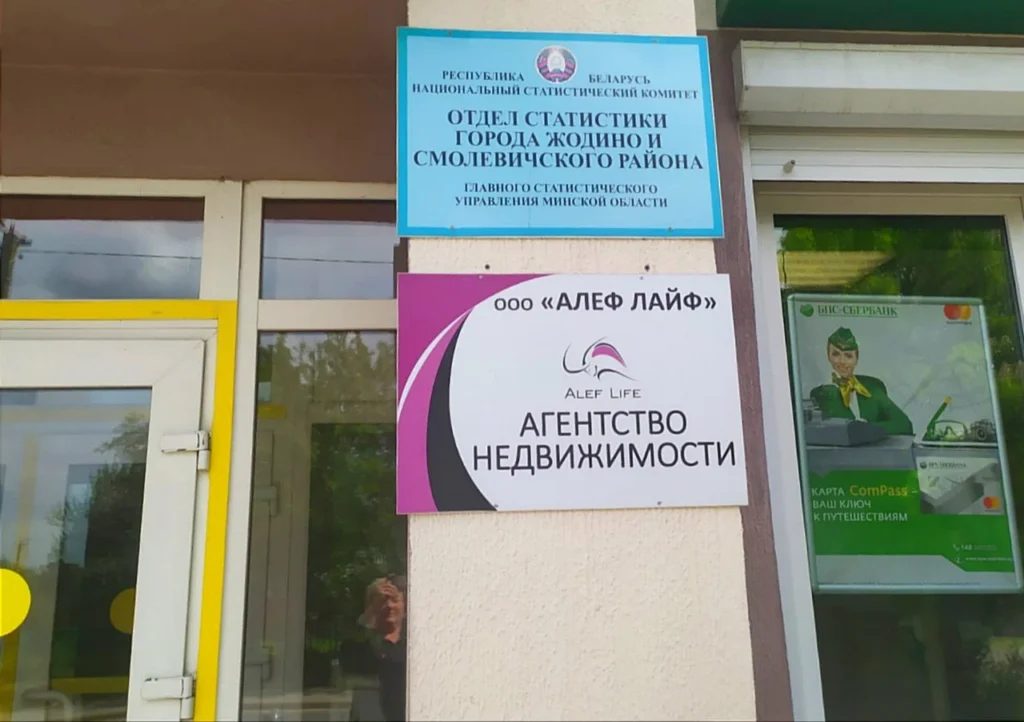 РЕСПУБЛИКА БЕЛАРУСЬ
НАЦИОНАЛЬНЫЙ СТАТИСТИЧЕСКИЙ КОМИТЕТ
ОТДЕЛ СТАТИСТИКИ
ГОРОДА ЖОДИНО И
СМОЛЕВИЧСКОГО РАЙОНА
ГЛАВНОГО СТАТИСТИЧЕСКОГО
УПРАВЛЕНИЯ МИНСКОЙ ОБЛАСТИ
ООО «АЛЕФ ЛАЙФ»
ALEF LIFE
АГЕНТСТВО
НЕДВИЖИМОСТИ
БПС-СБЕРБАНК
КАРТА ComPass –
ВАШ КЛЮЧ
К ПУТЕШЕСТВИЯМ
148